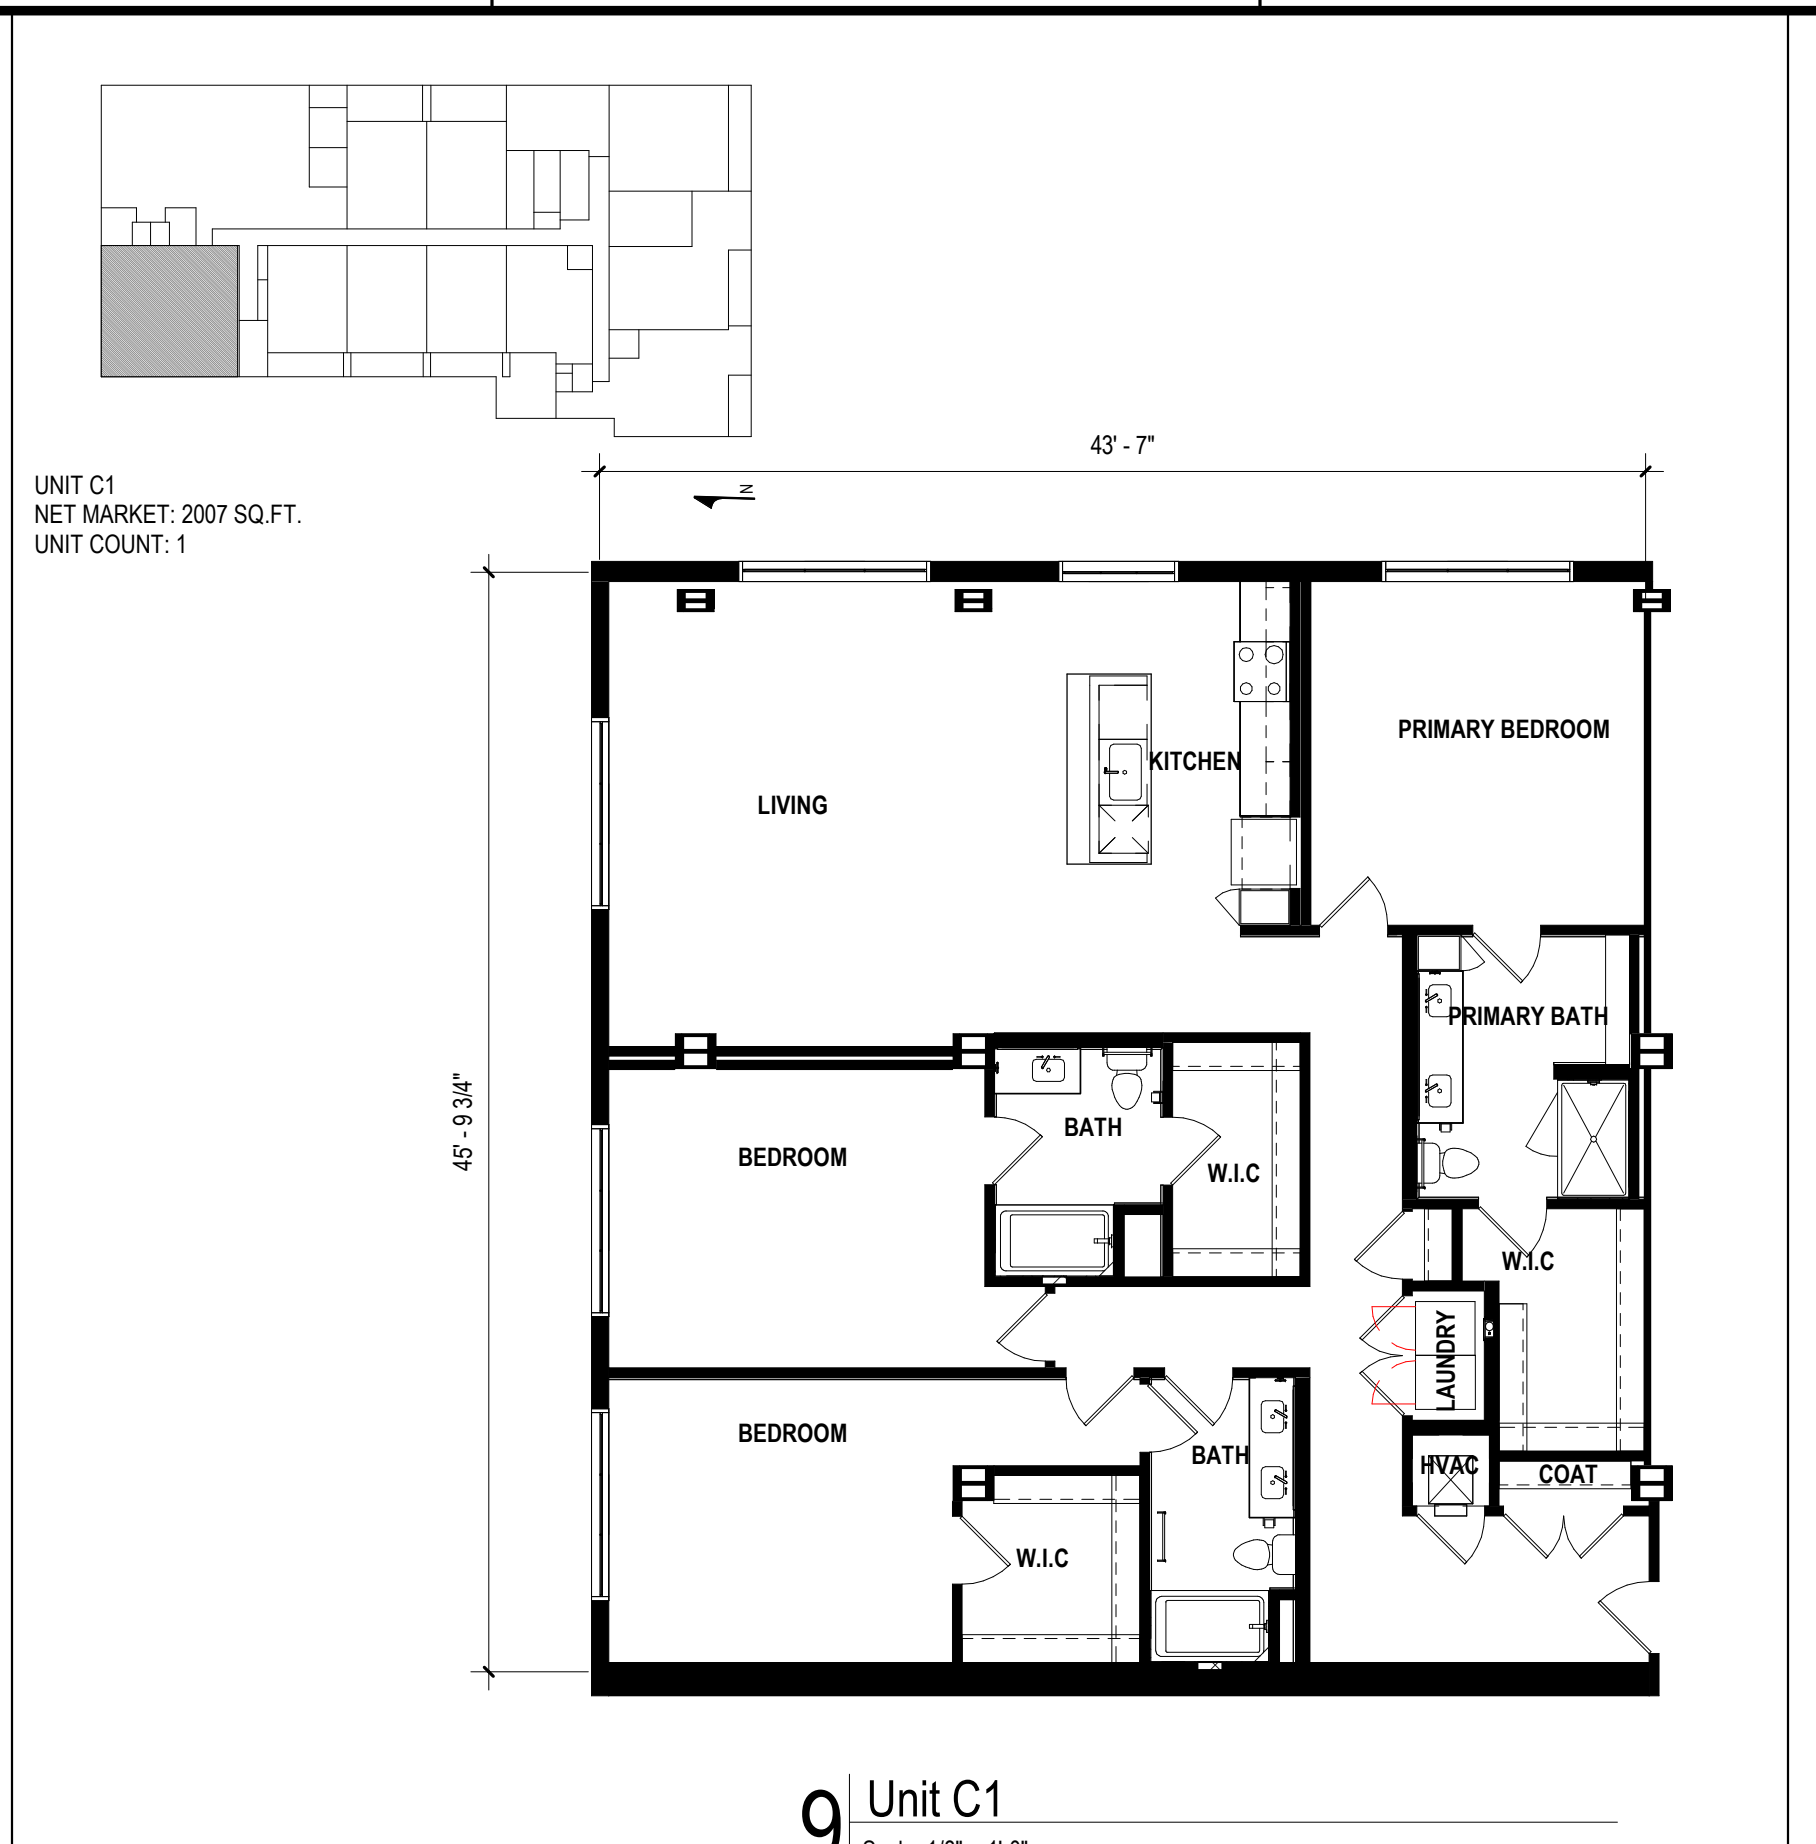 43' - 7"
N
UNIT C1
NET MARKET: 2007 SQ.FT.
UNIT COUNT: 1
PRIMARY BEDROOM
KITCHEN
LIVING
PRIMARY BATH
45' - 9 3/4"
BATH
BEDROOM
W.I.C
W.I.C
LAUNDRY
BEDROOM
BATH
HVAC
COAT
W.I.C
9
Unit C1